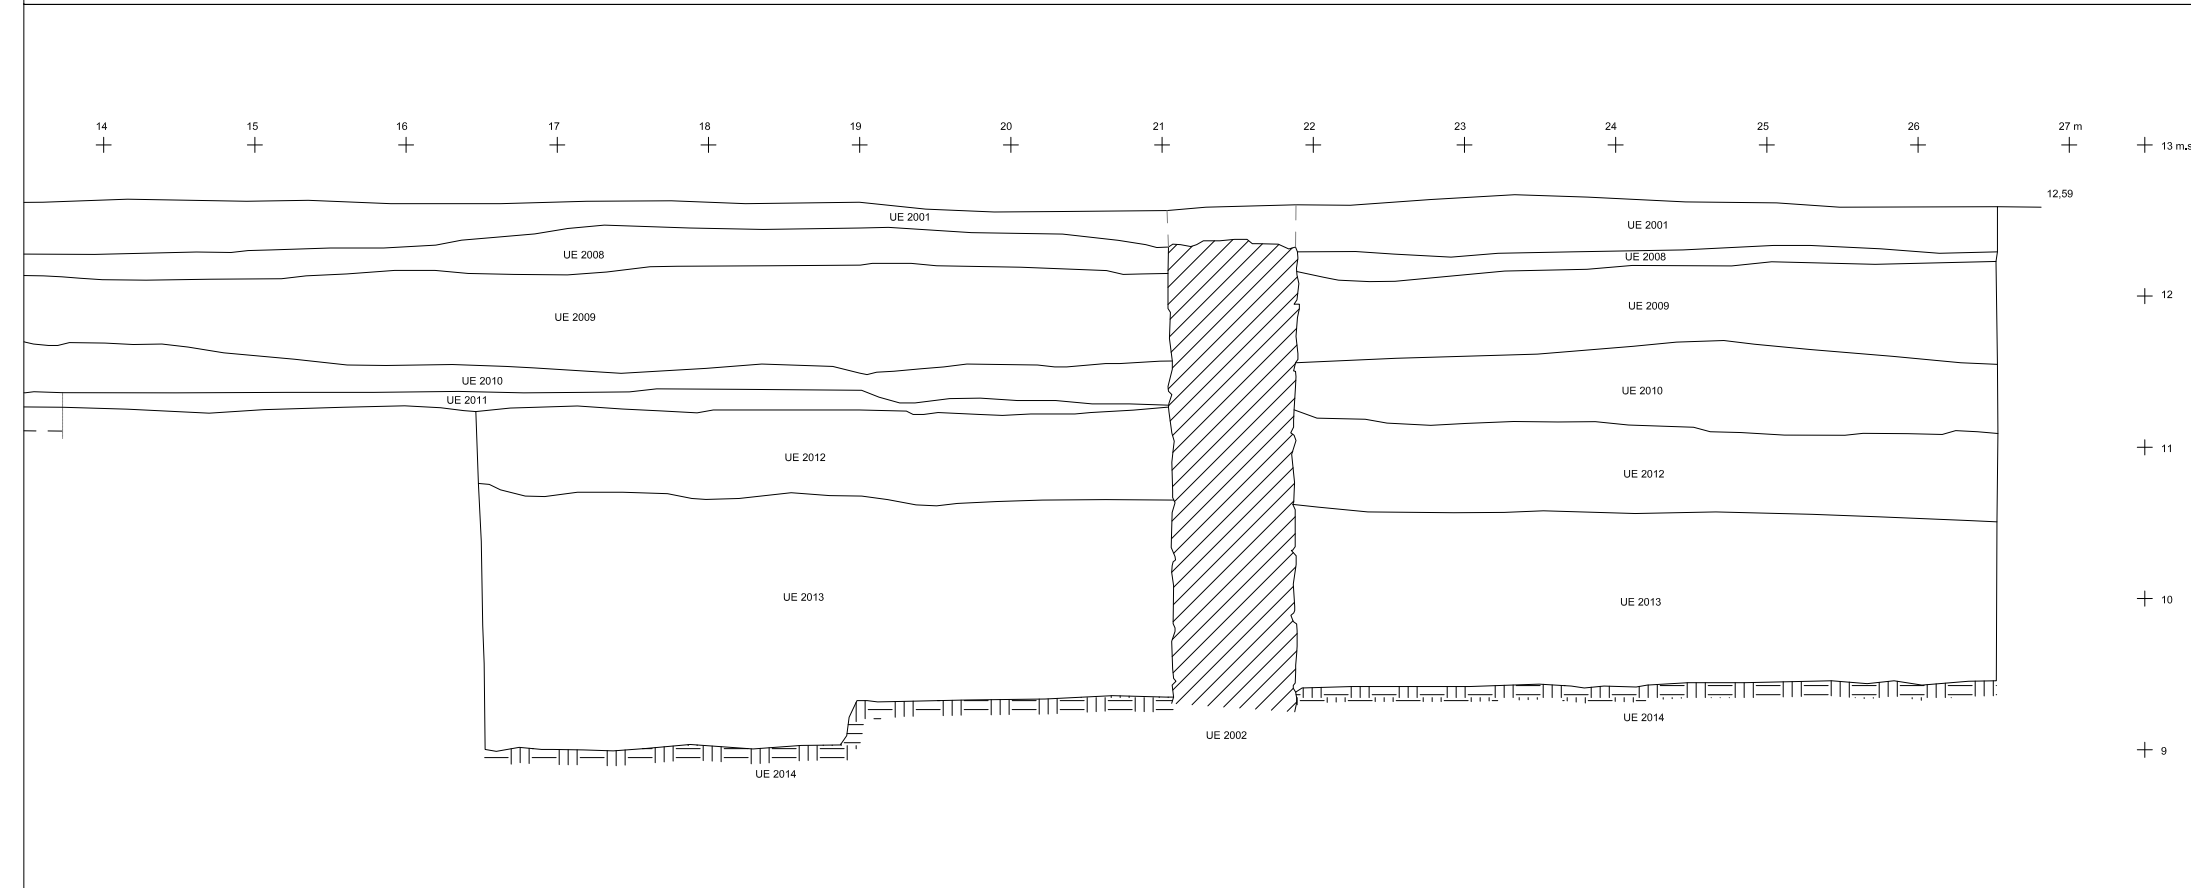 14 15 16 17 18 19 20 21 22 23 24 25 26 27 m
13 m.s
12,59
UE 2001 UE 2001
UE 2008 UE 2008
12
UE 2009 UE 2009
UE 2010 UE 2010
UE 2011
11
UE 2012 UE 2012
UE 2013 UE 2013
10
UE 2014
UE 2002
9
UE 2014